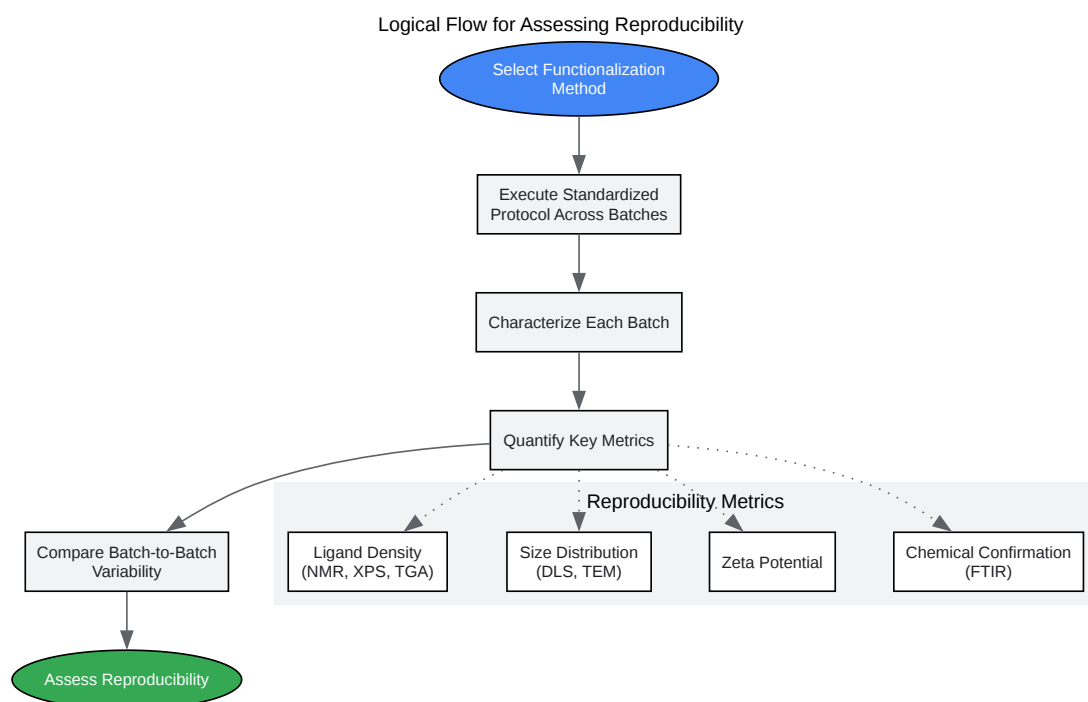 Logical Flow for Assessing Reproducibility
Select Functionalization
Method
Execute Standardized
Protocol Across Batches
Characterize Each Batch
Quantify Key Metrics
Reproducibility Metrics
Compare Batch-to-Batch
Variability
Ligand Density
(NMR, XPS, TGA)
Size Distribution
(DLS, TEM)
Zeta Potential
Chemical Confirmation
(FTIR)
Assess Reproducibility